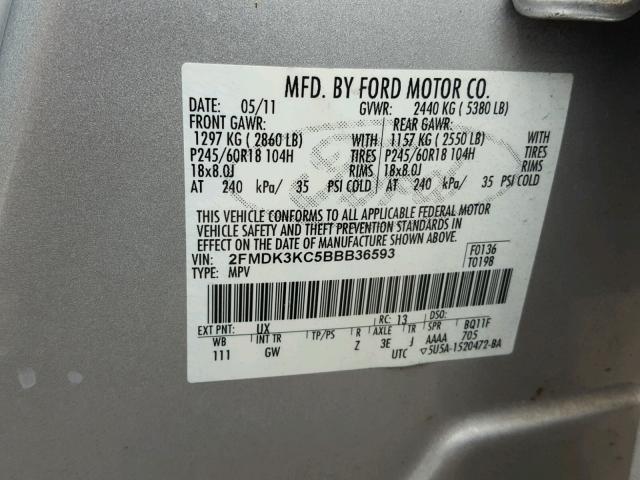 MFD. BY FORD MOTOR CO.
DATE: 05/11 GVWR: 2440 KG ( 5380 LB)
FRONT GAWR: REAR GAWR:
1297 KG ( 2860 LB) WITH 1157 KG ( 2550 LB) WITH
P245/60R18 104H TIRES P245/60R18 104H TIRES
18x8.0J RIMS 18x8.0J RIMS
AT 240 kPa/ 35 PSI COLD AT 240 kPa/ 35 PSI COLD
THIS VEHICLE CONFORMS TO ALL APPLICABLE FEDERAL MOTOR
VEHICLE SAFETY AND THEFT PREVENTION STANDARDS IN
EFFECT ON THE DATE OF MANUFACTURE SHOWN ABOVE.
VIN: 2FMDK3KC5BBB36593 F0136
TYPE: MPV T0198
EXT PNT: UX RC: 13 DSO:
WB INT TR TP/PS R AXLE TR SPR BQ11F
111 GW Z 3E J AAAA 705
UTC ▽5U5A-1520472-BA